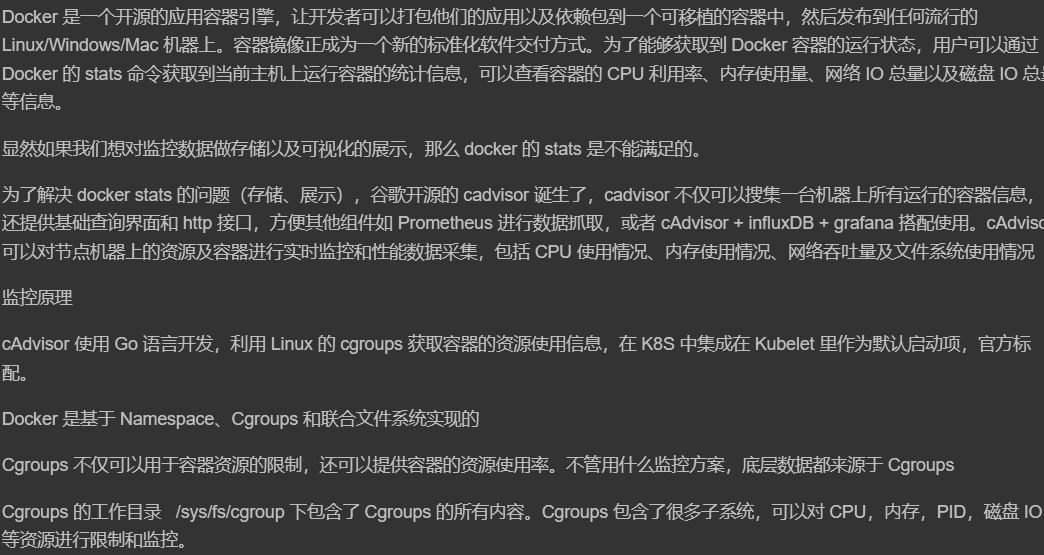 Docker 是一个开源的应用容器引擎，让开发者可以打包他们的应用以及依赖包到一个可移植的容器中，然后发布到任何流行的
Linux/Windows/Mac 机器上。容器镜像正成为一个新的标准化软件交付方式。为了能够获取到 Docker 容器的运行状态，用户可以通过
Docker 的 stats 命令获取到当前主机上运行容器的统计信息，可以查看容器的 CPU 利用率、内存使用量、网络 IO 总量以及磁盘 IO 总量
等信息。
显然如果我们想对监控数据做存储以及可视化的展示，那么 docker 的 stats 是不能满足的。
为了解决 docker stats 的问题（存储、展示），谷歌开源的 cadvisor 诞生了，cadvisor 不仅可以搜集一台机器上所有运行的容器信息，
还提供基础查询界面和 http 接口，方便其他组件如 Prometheus 进行数据抓取，或者 cAdvisor + influxDB + grafana 搭配使用。cAdvisc
可以对节点机器上的资源及容器进行实时监控和性能数据采集，包括 CPU 使用情况、内存使用情况、网络吞吐量及文件系统使用情况
监控原理
cAdvisor 使用 Go 语言开发，利用 Linux 的 cgroups 获取容器的资源使用信息，在 K8S 中集成在 Kubelet 里作为默认启动项，官方标
配。
Docker 是基于 Namespace、Cgroups 和联合文件系统实现的
Cgroups 不仅可以用于容器资源的限制，还可以提供容器的资源使用率。不管用什么监控方案，底层数据都来源于 Cgroups
Cgroups 的工作目录 /sys/fs/cgroup 下包含了 Cgroups 的所有内容。Cgroups 包含了很多子系统，可以对 CPU，内存，PID，磁盘 IO
等资源进行限制和监控。